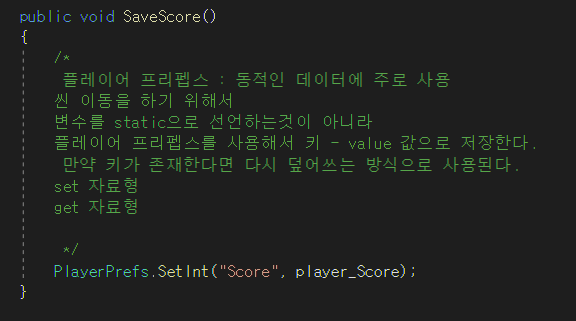 public void SaveScore()
{
/*
플레이어 프리펩스 : 동적인 데이터에 주로 사용
씬 이동을 하기 위해서
변수를 static으로 선언하는것이 아니라
플레이어 프리펩스를 사용해서 키 - value 값으로 저장한다.
만약 키가 존재한다면 다시 덮어쓰는 방식으로 사용된다.
set 자료형
get 자료형
*/
PlayerPrefs.SetInt("Score", player_Score);
}